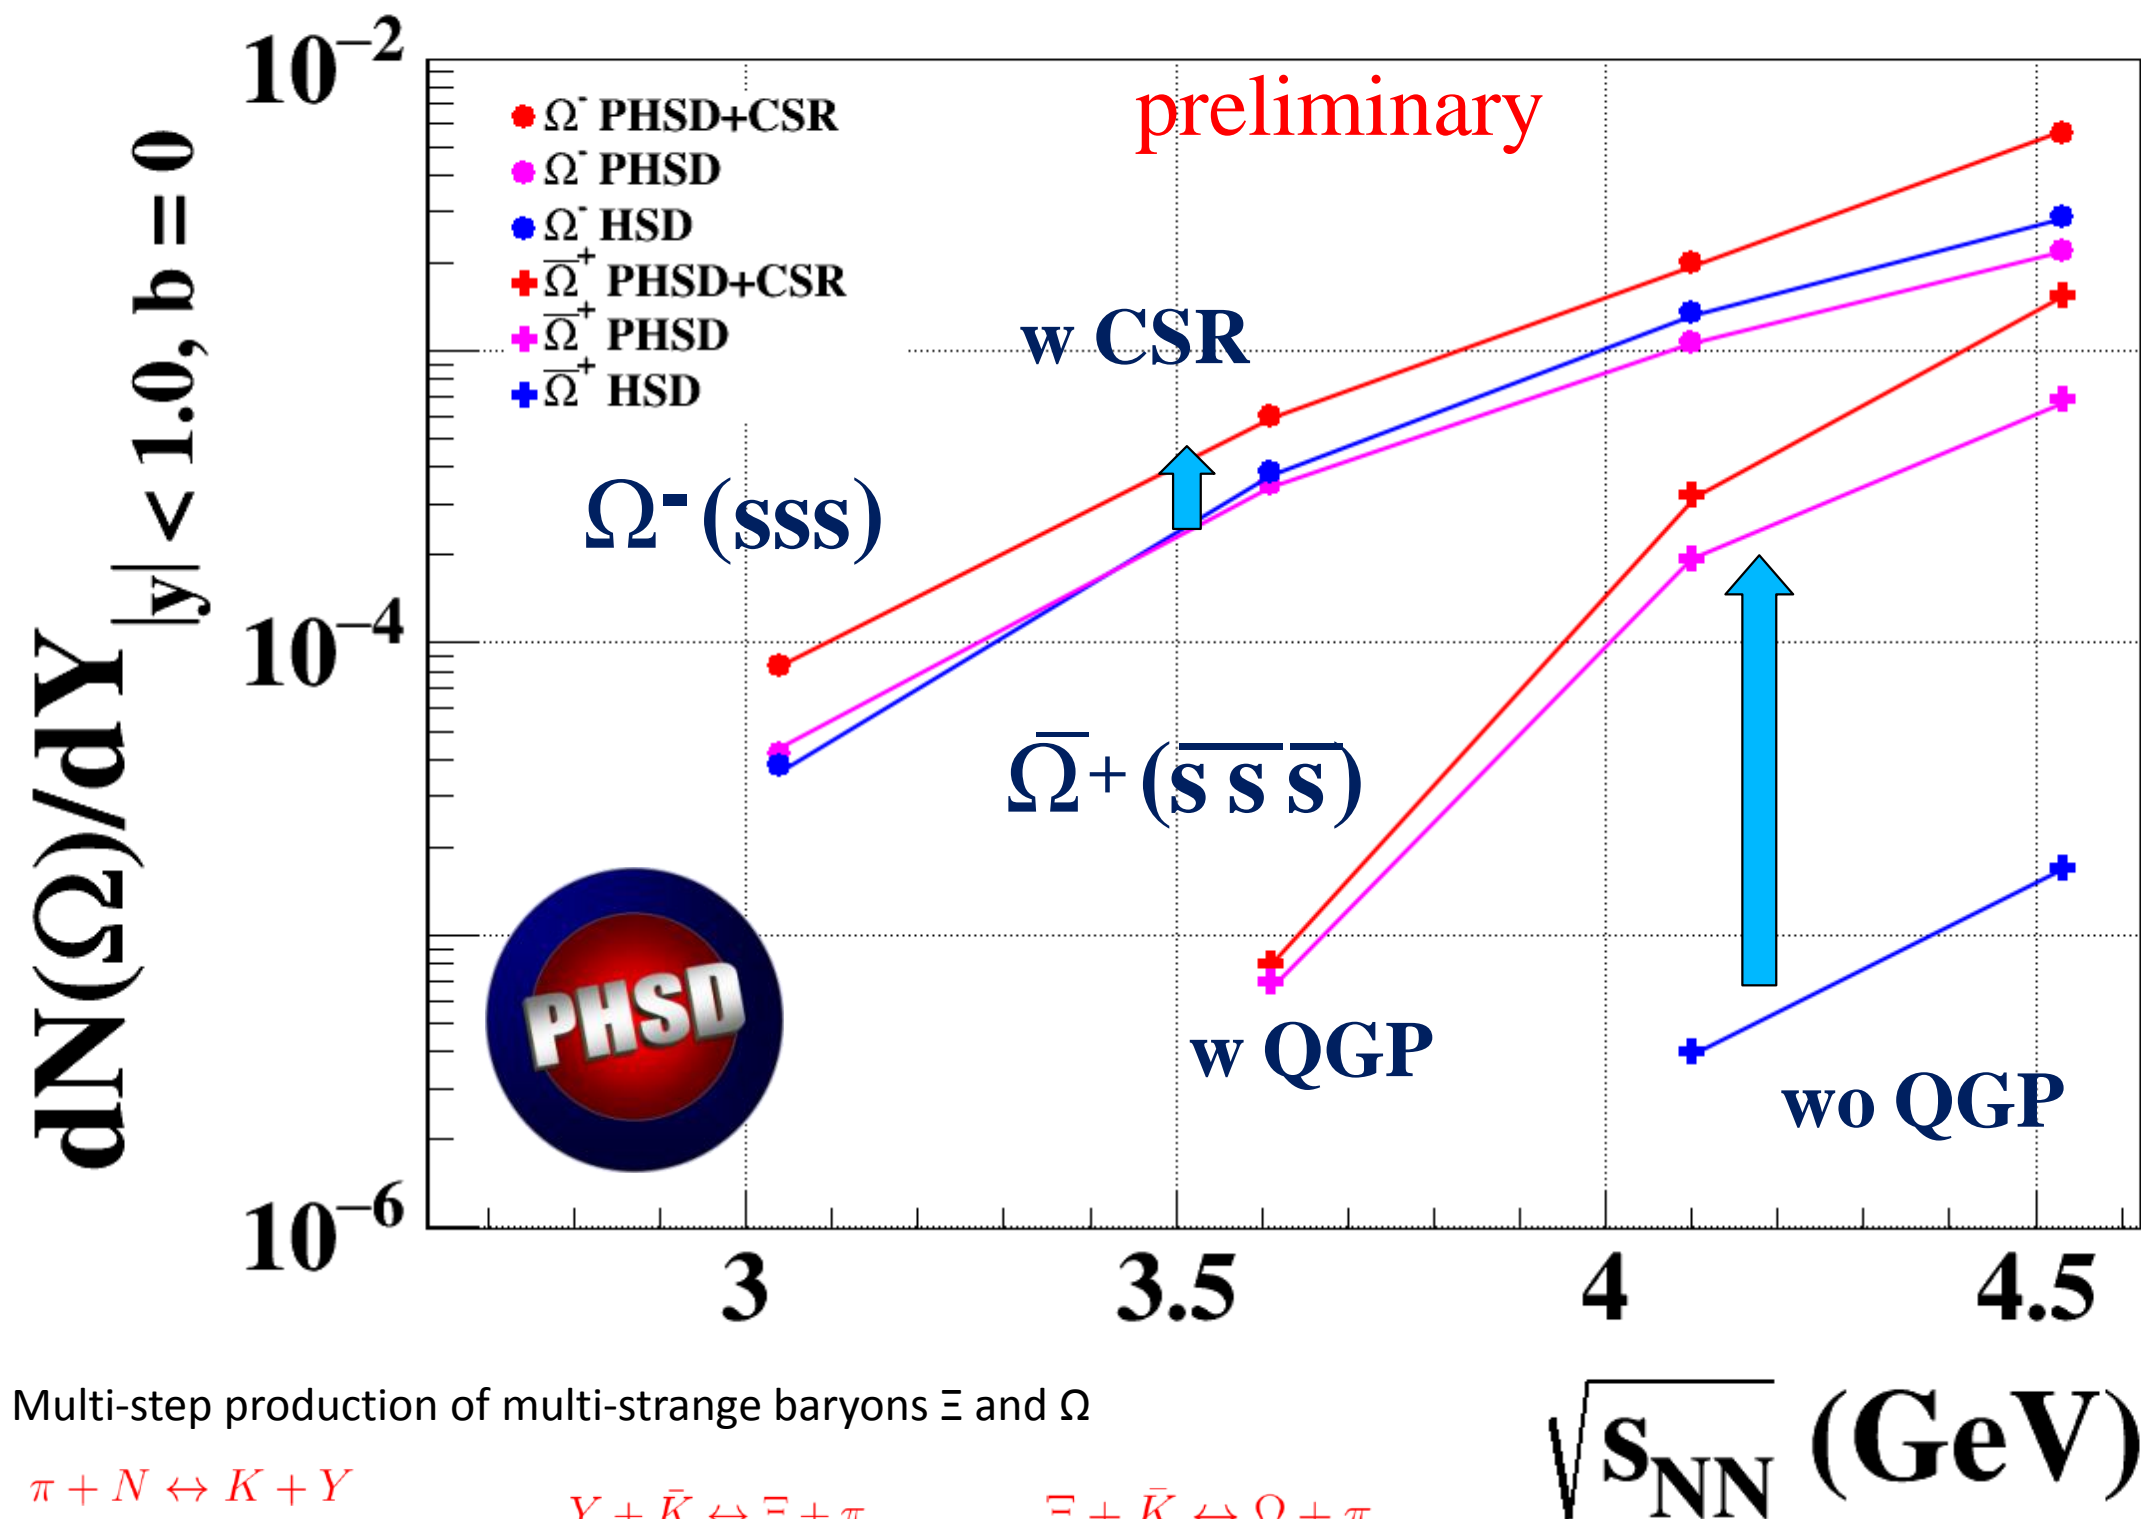 10⁻²
Ω⁻ PHSD+CSR
Ω⁻ PHSD
Ω⁻ HSD
Ω̅⁺ PHSD+CSR
Ω̅⁺ PHSD
Ω̅⁺ HSD
preliminary
w CSR
Ω⁻(sss)
10⁻⁴
Ω̅⁺(s̅ s̅ s̅)
PHSD
w QGP
wo QGP
10⁻⁶
dN(Ω)/dY |y| < 1.0, b = 0
3 3.5 4 4.5
√s_NN (GeV)
Multi-step production of multi-strange baryons Ξ and Ω
π + N ↔ K + Y
Y + K̄ ↔ Ξ + π
Ξ + K̄ ↔ Ω + π